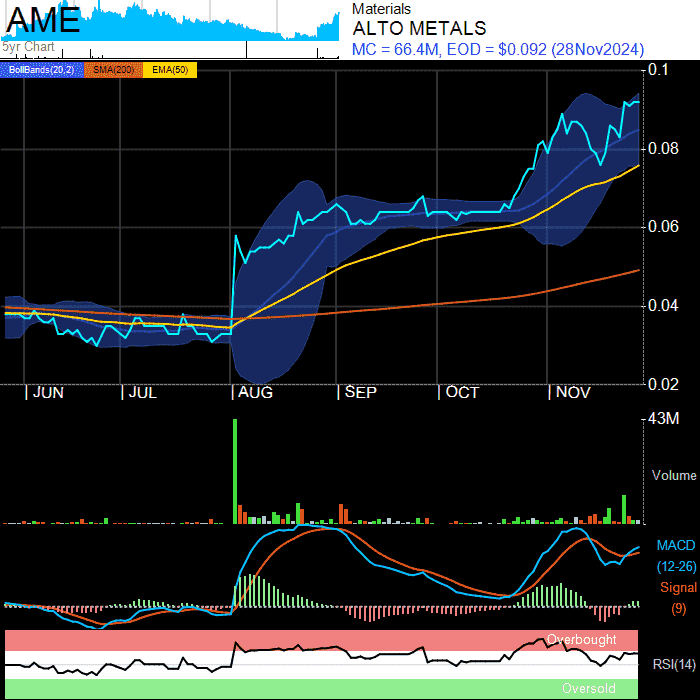 AME
5yr Chart
Materials
ALTO METALS
MC = 66.4M, EOD = $0.092 (28Nov2024)
BollBands(20,2) SMA(200) EMA(50)
0.1
0.08
0.06
0.04
0.02
JUN JUL AUG SEP OCT NOV
43M
Volume
MACD
(12-26)
Signal
(9)
Overbought
RSI(14)
Oversold